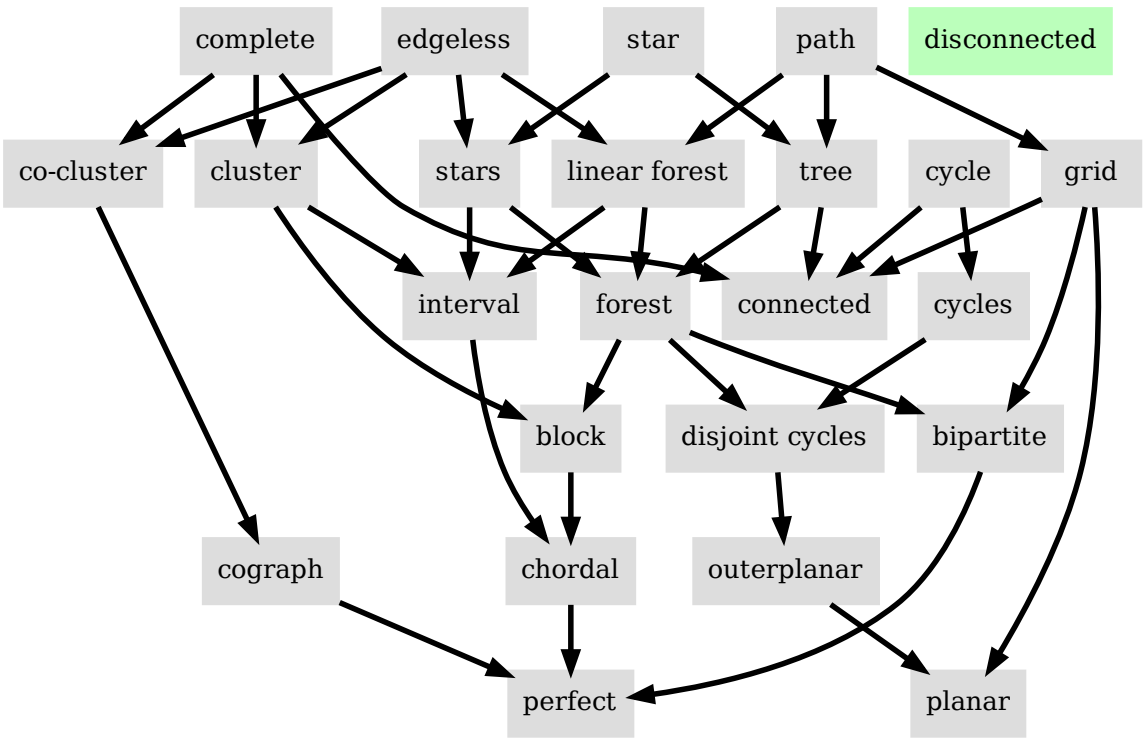 complete
edgeless
star
path
disconnected
co-cluster
cluster
stars
linear forest
tree
cycle
grid
interval
forest
connected
cycles
block
disjoint cycles
bipartite
cograph
chordal
outerplanar
perfect
planar